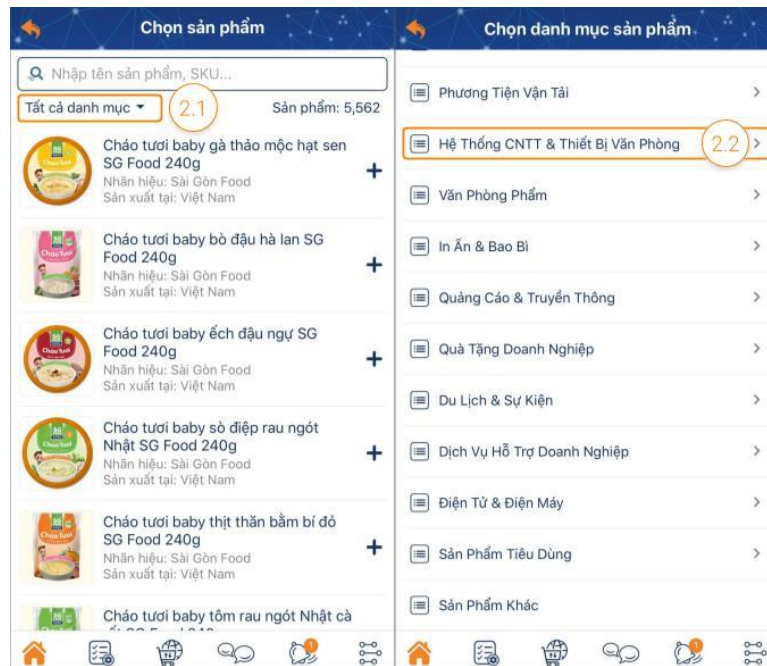 Chọn sản phẩm
Nhập tên sản phẩm, SKU...
Tất cả danh mục
2.1
Sản phẩm: 5,562
Cháo tươi baby gà thảo mộc hạt sen
SG Food 240g
Nhãn hiệu: Sài Gòn Food
Sản xuất tại: Việt Nam
Cháo tươi baby bò đậu hà lan SG
Food 240g
Nhãn hiệu: Sài Gòn Food
Sản xuất tại: Việt Nam
Cháo tươi baby ếch đậu ngự SG
Food 240g
Nhãn hiệu: Sài Gòn Food
Sản xuất tại: Việt Nam
Cháo tươi baby sò điệp rau ngót
Nhật SG Food 240g
Nhãn hiệu: Sài Gòn Food
Sản xuất tại: Việt Nam
Cháo tươi baby thịt thăn bằm bí đỏ
SG Food 240g
Nhãn hiệu: Sài Gòn Food
Sản xuất tại: Việt Nam
Cháo tươi baby tôm rau ngót Nhật cà
1
Chọn danh mục sản phẩm
Phương Tiện Vận Tải
Hệ Thống CNTT & Thiết Bị Văn Phòng
2.2
Văn Phòng Phẩm
In Ấn & Bao Bì
Quảng Cáo & Truyền Thông
Quà Tặng Doanh Nghiệp
Du Lịch & Sự Kiện
Dịch Vụ Hỗ Trợ Doanh Nghiệp
Điện Tử & Điện Máy
Sản Phẩm Tiêu Dùng
Sản Phẩm Khác
1